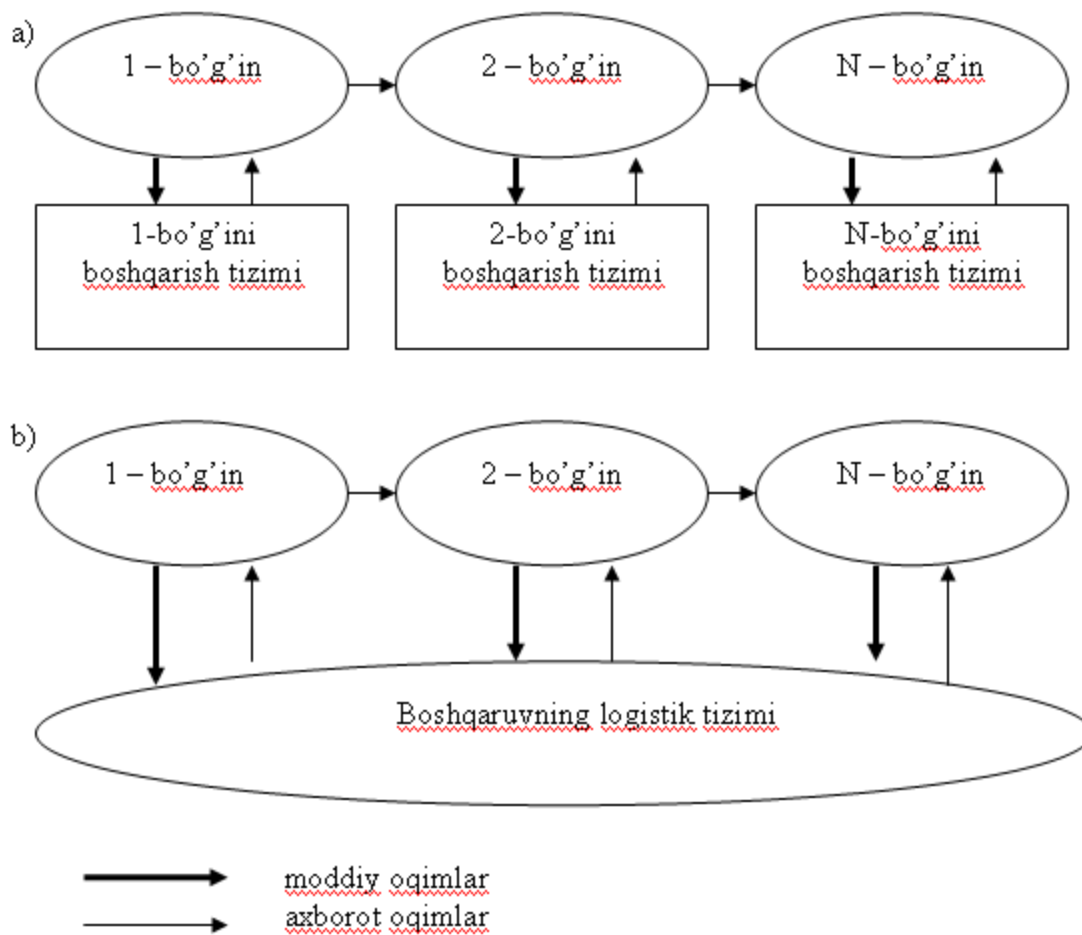 a)
1 – bo’g’in
2 – bo’g’in
N – bo’g’in
1-bo’g’ini
boshqarish tizimi
2-bo’g’ini
boshqarish tizimi
N-bo’g’ini
boshqarish tizimi
b)
1 – bo’g’in
2 – bo’g’in
N – bo’g’in
Boshqaruvning logistik tizimi
moddiy oqimlar
axborot oqimlar